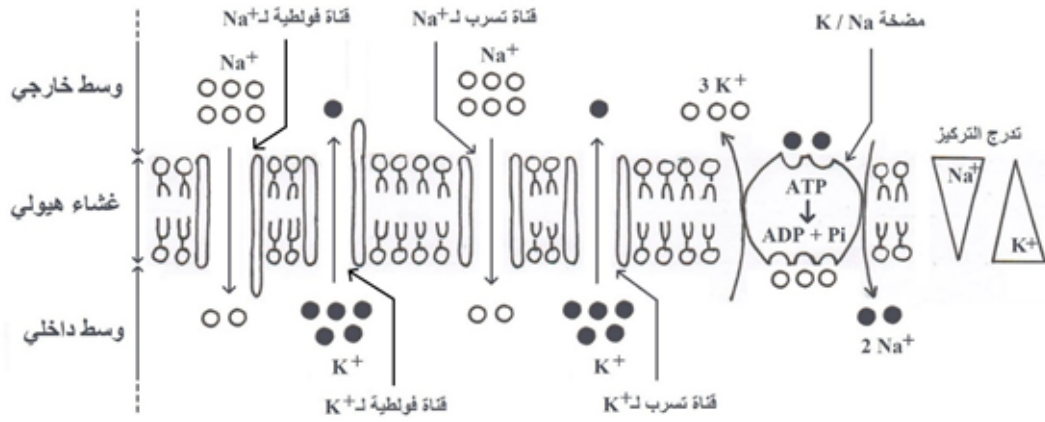 قناة فولطية لـ Na⁺
قناة تسرب لـ Na⁺
مضخة K / Na
وسط خارجي
Na⁺
Na⁺
3 K⁺
تدرج التركيز
غشاء هيولي
ATP
ADP + Pi
Na⁺
K⁺
وسط داخلي
K⁺
K⁺
2 Na⁺
قناة فولطية لـ K⁺
قناة تسرب لـ K⁺